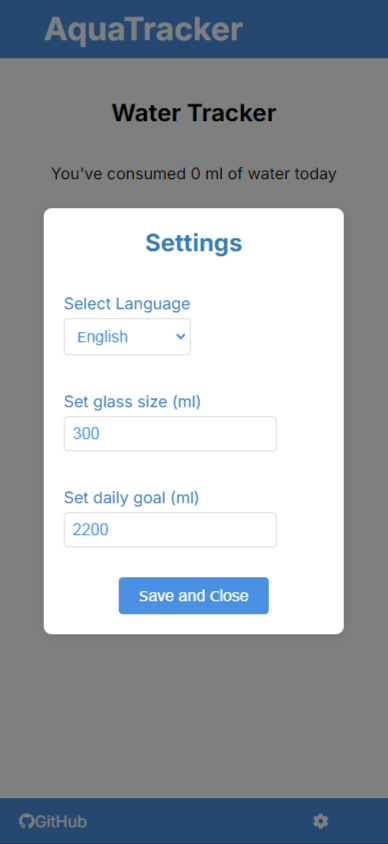 AquaTracker
Water Tracker
You've consumed 0 ml of water today
Settings
Select Language
English
Set glass size (ml)
300
Set daily goal (ml)
2200
Save and Close
GitHub